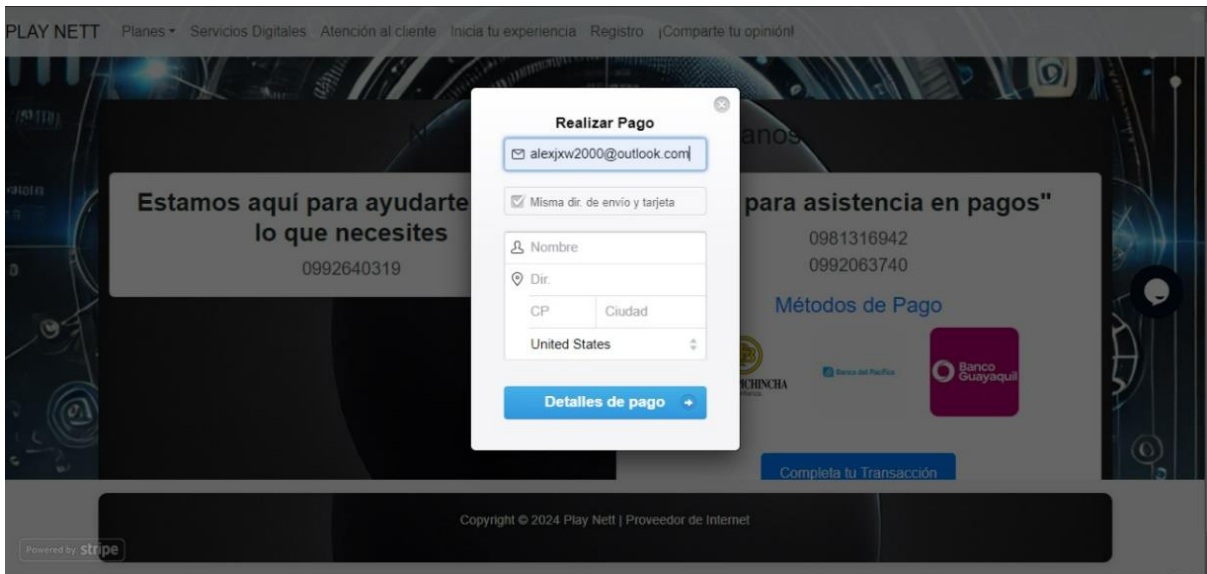 PLAY NETT Planes Servicios Digitales Atención al cliente Inicia tu experiencia Registro ¡Comparte tu opinión!
Estamos aquí para ayudarte
lo que necesites
0992640319
Realizar Pago
alexjxw2000@outlook.com
Misma dir. de envío y tarjeta
Nombre
Dir.
CP Ciudad
United States
Detalles de pago
para asistencia en pagos"
0981316942
0992063740
Métodos de Pago
Banco del Pacífico
Banco
Guayaquil
Completa tu Transacción
Copyright © 2024 Play Nett | Proveedor de Internet
Powered by stripe